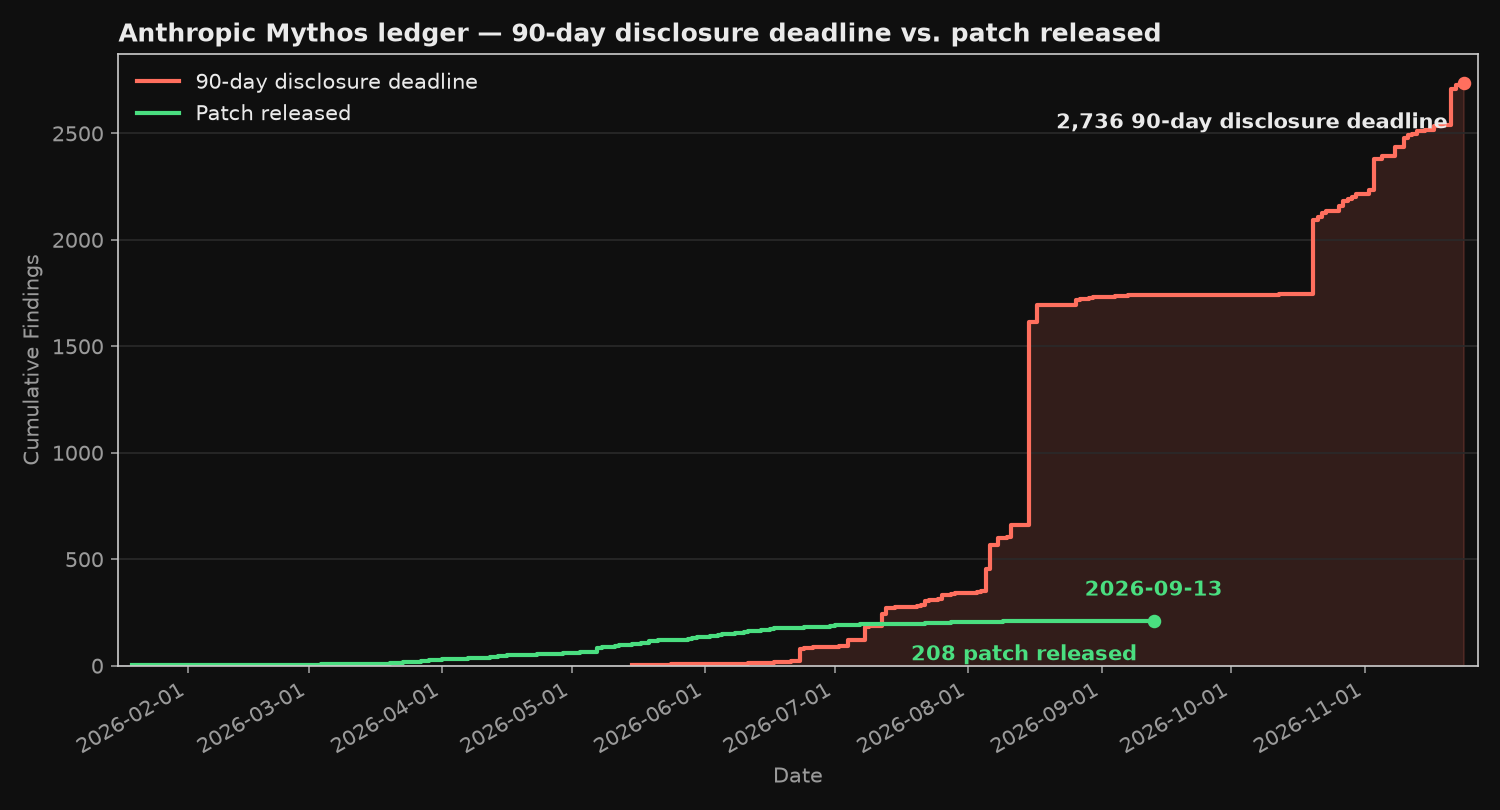 Anthropic Mythos ledger — 90-day disclosure deadline vs. patch released
90-day disclosure deadline
Patch released
2,736 90-day disclosure deadline
2026-09-13
208 patch released
Cumulative Findings
2500
2000
1500
1000
500
0
2026-02-01
2026-03-01
2026-04-01
2026-05-01
2026-06-01
2026-07-01
2026-08-01
2026-09-01
2026-10-01
2026-11-01
Date